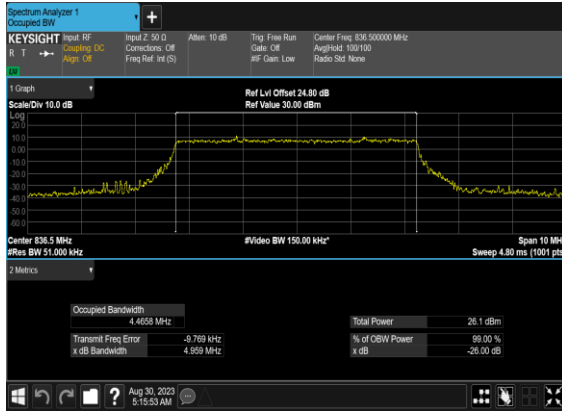 Spectrum Analyzer 1
Occupied BW
KEYSIGHT
R T
LV
Input: RF
Coupling: DC
Align: Off
Input Z: 50 Ω
Corrections: Off
Freq Ref: Int (S)
Atten: 10 dB
Trig: Free Run
Gate: Off
#IF Gain: Low
Center Freq: 836.500000 MHz
Avg|Hold: 100/100
Radio Std: None
1 Graph
Scale/Div 10.0 dB
Ref Lvl Offset 24.80 dB
Ref Value 30.00 dBm
Log
20.0
10.0
0.00
-10.0
-20.0
-30.0
-40.0
-50.0
-60.0
Center 836.5 MHz
#Res BW 51.000 kHz
#Video BW 150.00 kHz*
Span 10 MH
Sweep 4.80 ms (1001 pts
2 Metrics
Occupied Bandwidth
4.4658 MHz
Transmit Freq Error -9.769 kHz
x dB Bandwidth 4.959 MHz
Total Power 26.1 dBm
% of OBW Power 99.00 %
x dB -26.00 dB
?
Aug 30, 2023
5:15:53 AM